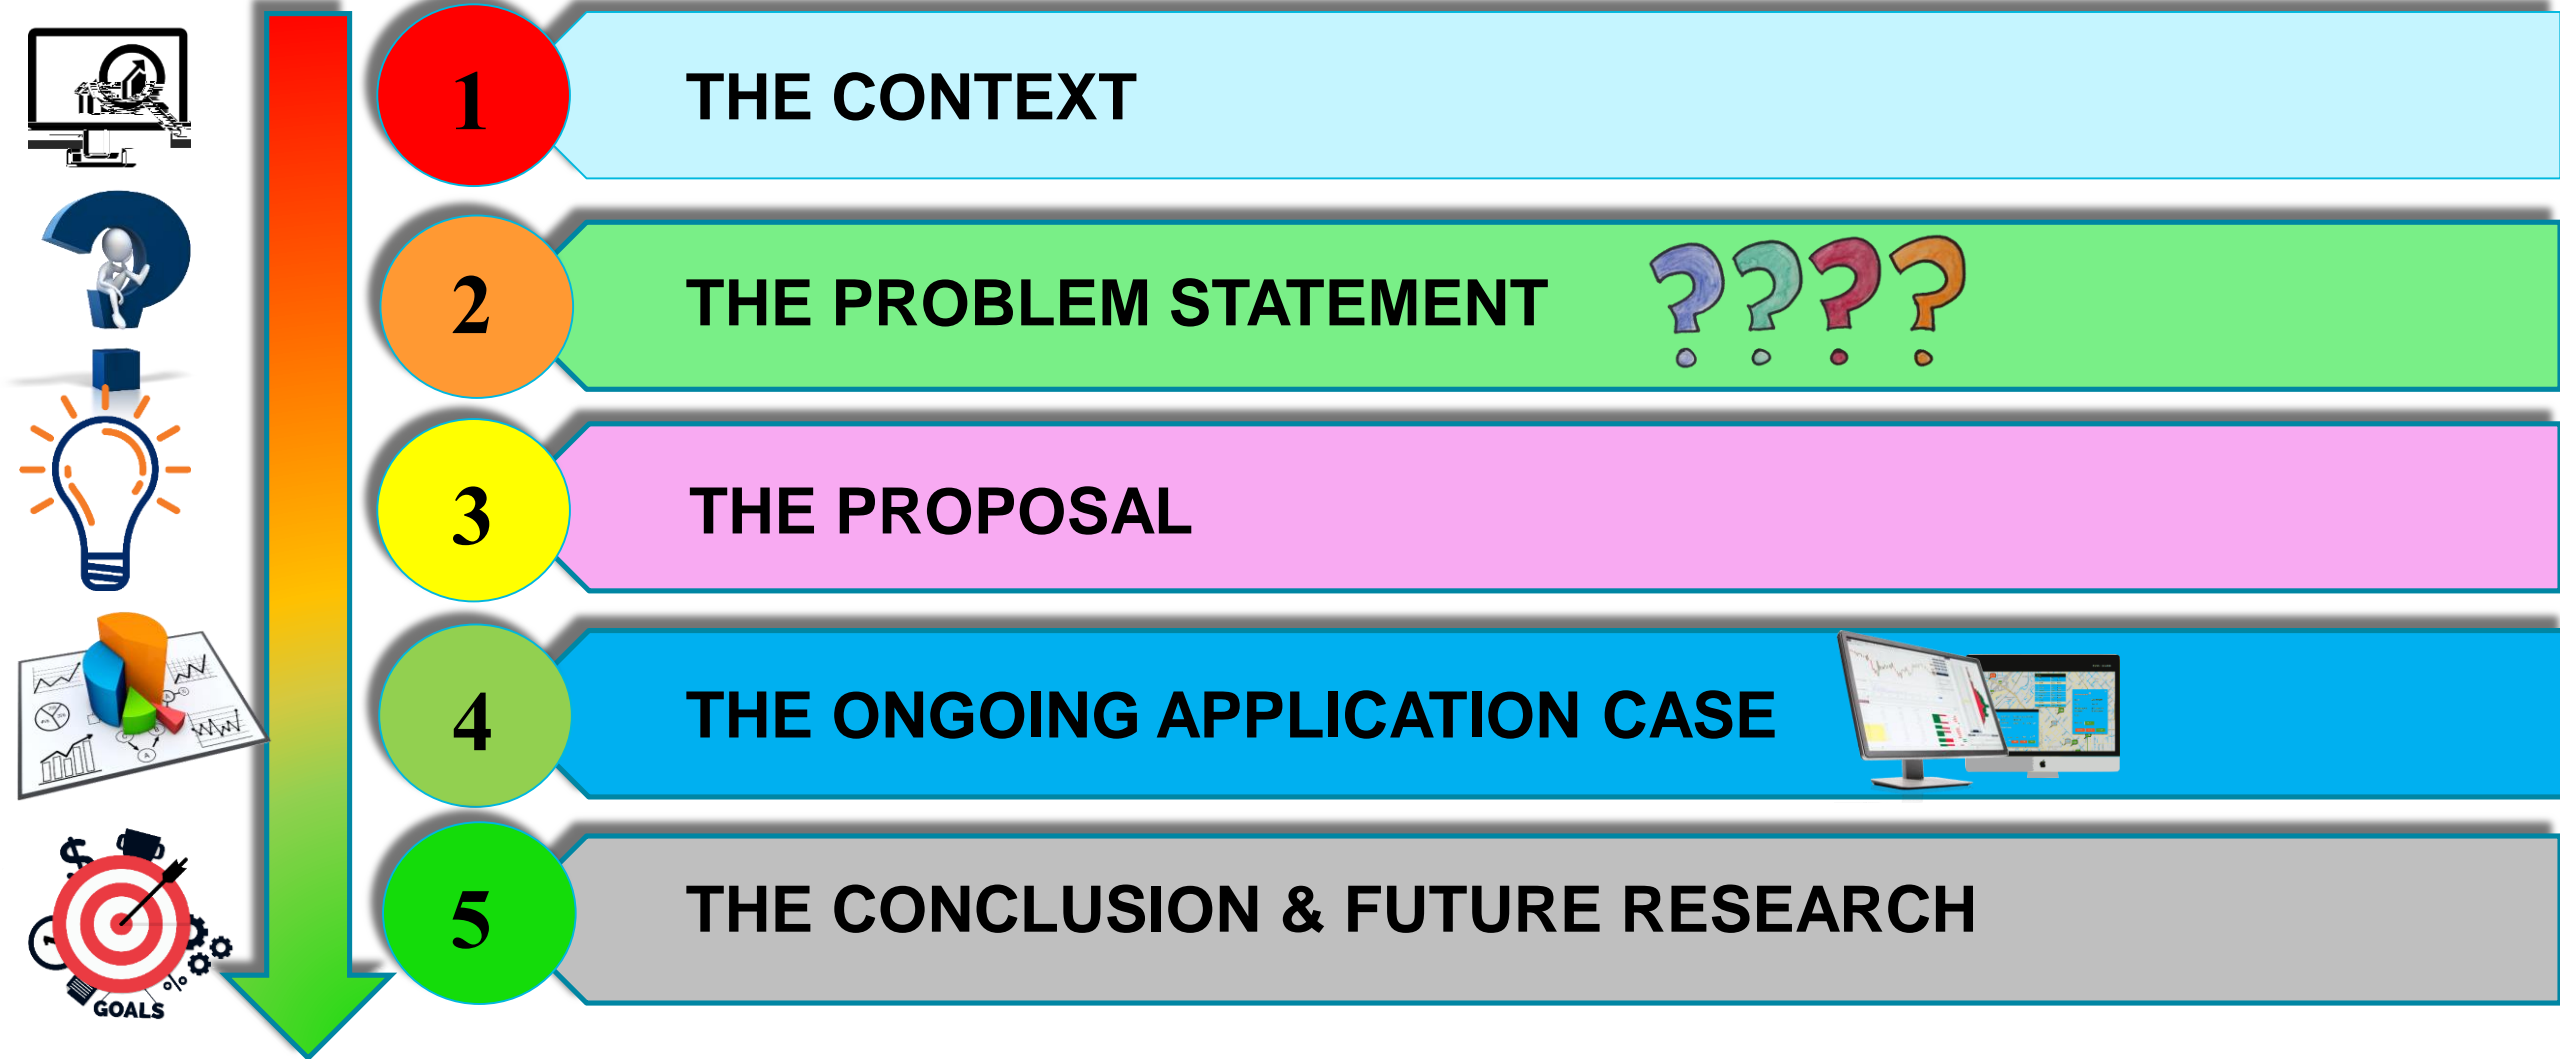 1
THE CONTEXT
2
THE PROBLEM STATEMENT
????
3
THE PROPOSAL
4
THE ONGOING APPLICATION CASE
5
THE CONCLUSION & FUTURE RESEARCH
$
%
GOALS